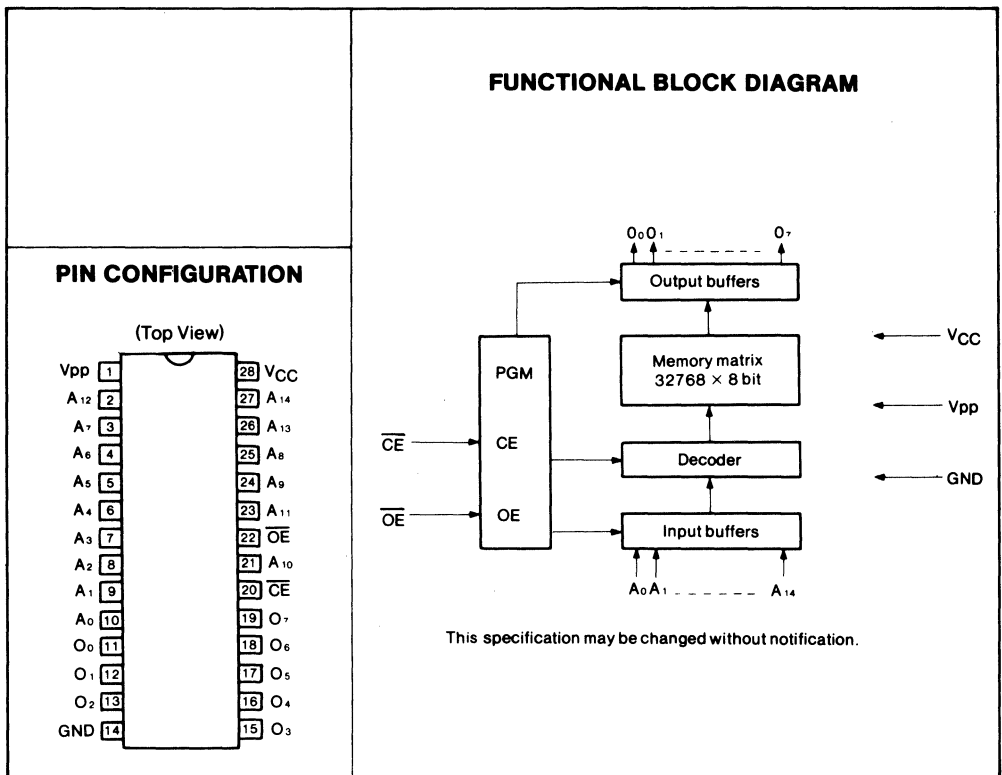 PIN CONFIGURATION
(Top View)
Vpp 1 28 VCC
A12 2 27 A14
A7 3 26 A13
A6 4 25 A8
A5 5 24 A9
A4 6 23 A11
A3 7 22 O̅E̅
A2 8 21 A10
A1 9 20 C̅E̅
A0 10 19 O7
O0 11 18 O6
O1 12 17 O5
O2 13 16 O4
GND 14 15 O3
FUNCTIONAL BLOCK DIAGRAM
O0 O1 O7
Output buffers
Memory matrix
32768 × 8 bit
Decoder
Input buffers
A0 A1 A14
PGM
C̅E̅ CE
O̅E̅ OE
VCC
Vpp
GND
This specification may be changed without notification.